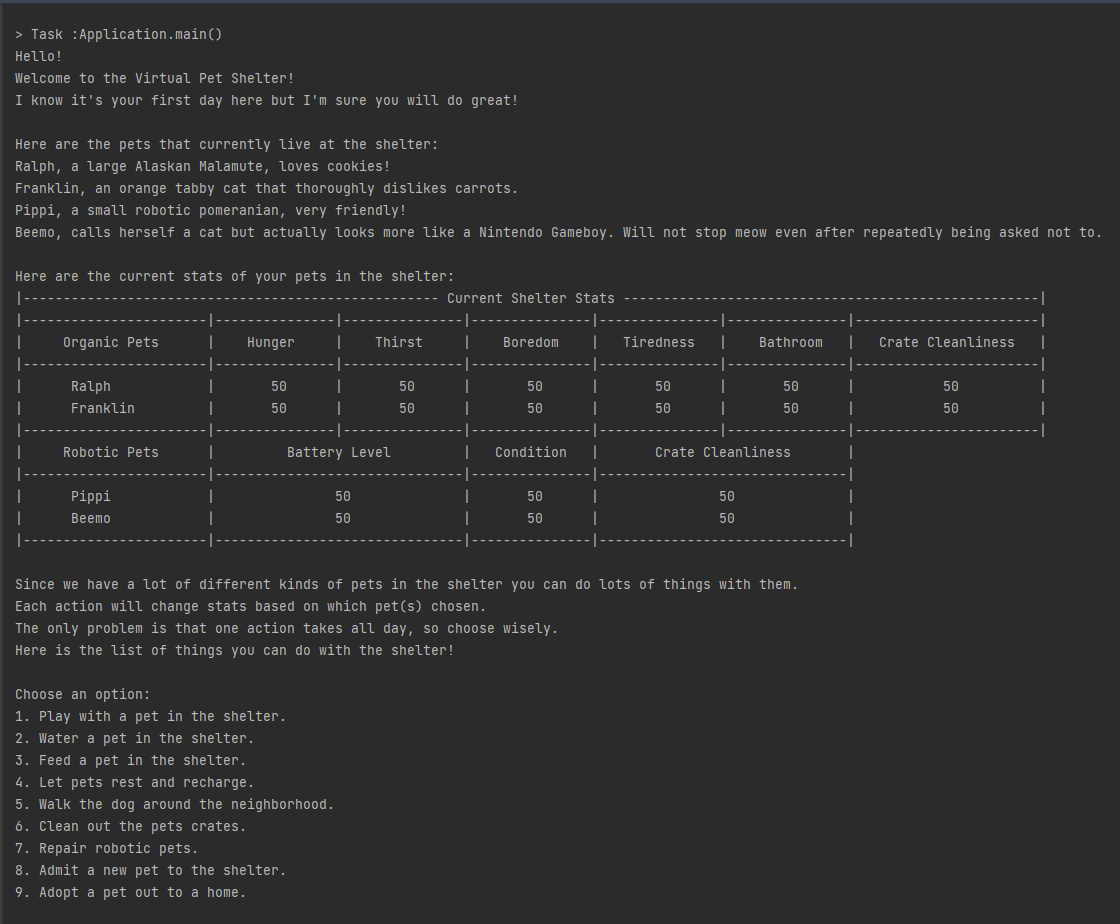 > Task :Application.main()
Hello!
Welcome to the Virtual Pet Shelter!
I know it's your first day here but I'm sure you will do great!

Here are the pets that currently live at the shelter:
Ralph, a large Alaskan Malamute, loves cookies!
Franklin, an orange tabby cat that thoroughly dislikes carrots.
Pippi, a small robotic pomeranian, very friendly!
Beemo, calls herself a cat but actually looks more like a Nintendo Gameboy. Will not stop meow even after repeatedly being asked not to.

Here are the current stats of your pets in the shelter:
|---------------------------------------------------- Current Shelter Stats ----------------------------------------------------|
|-----------------------|---------------|---------------|---------------|---------------|---------------|-----------------------|
|     Organic Pets      |    Hunger     |    Thirst     |    Boredom    |   Tiredness   |    Bathroom   |   Crate Cleanliness   |
|-----------------------|---------------|---------------|---------------|---------------|---------------|-----------------------|
|      Ralph            |       50      |       50      |       50      |       50      |       50      |           50          |
|      Franklin         |       50      |       50      |       50      |       50      |       50      |           50          |
|-----------------------|---------------|---------------|---------------|---------------|---------------|-----------------------|
|     Robotic Pets      |         Battery Level         |   Condition   |       Crate Cleanliness       |
|-----------------------|-------------------------------|---------------|-------------------------------|
|      Pippi            |               50              |       50      |               50              |
|      Beemo            |               50              |       50      |               50              |
|-----------------------|-------------------------------|---------------|-------------------------------|

Since we have a lot of different kinds of pets in the shelter you can do lots of things with them.
Each action will change stats based on which pet(s) chosen.
The only problem is that one action takes all day, so choose wisely.
Here is the list of things you can do with the shelter!

Choose an option:
1. Play with a pet in the shelter.
2. Water a pet in the shelter.
3. Feed a pet in the shelter.
4. Let pets rest and recharge.
5. Walk the dog around the neighborhood.
6. Clean out the pets crates.
7. Repair robotic pets.
8. Admit a new pet to the shelter.
9. Adopt a pet out to a home.